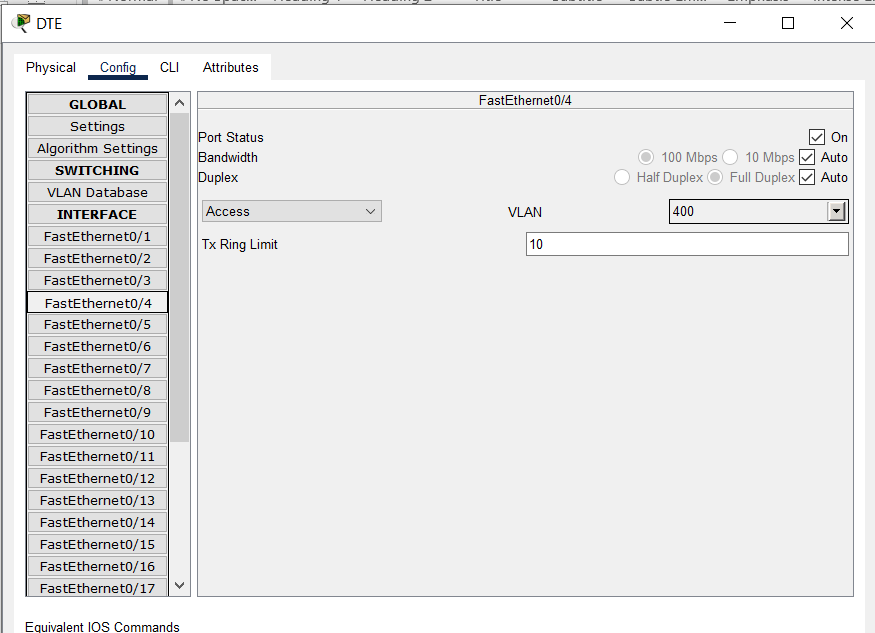 DTE
Physical Config CLI Attributes
GLOBAL
Settings
Algorithm Settings
SWITCHING
VLAN Database
INTERFACE
FastEthernet0/1
FastEthernet0/2
FastEthernet0/3
FastEthernet0/4
FastEthernet0/5
FastEthernet0/6
FastEthernet0/7
FastEthernet0/8
FastEthernet0/9
FastEthernet0/10
FastEthernet0/11
FastEthernet0/12
FastEthernet0/13
FastEthernet0/14
FastEthernet0/15
FastEthernet0/16
FastEthernet0/17
FastEthernet0/4
Port Status On
Bandwidth 100 Mbps 10 Mbps Auto
Duplex Half Duplex Full Duplex Auto
Access VLAN 400
Tx Ring Limit 10
Equivalent IOS Commands